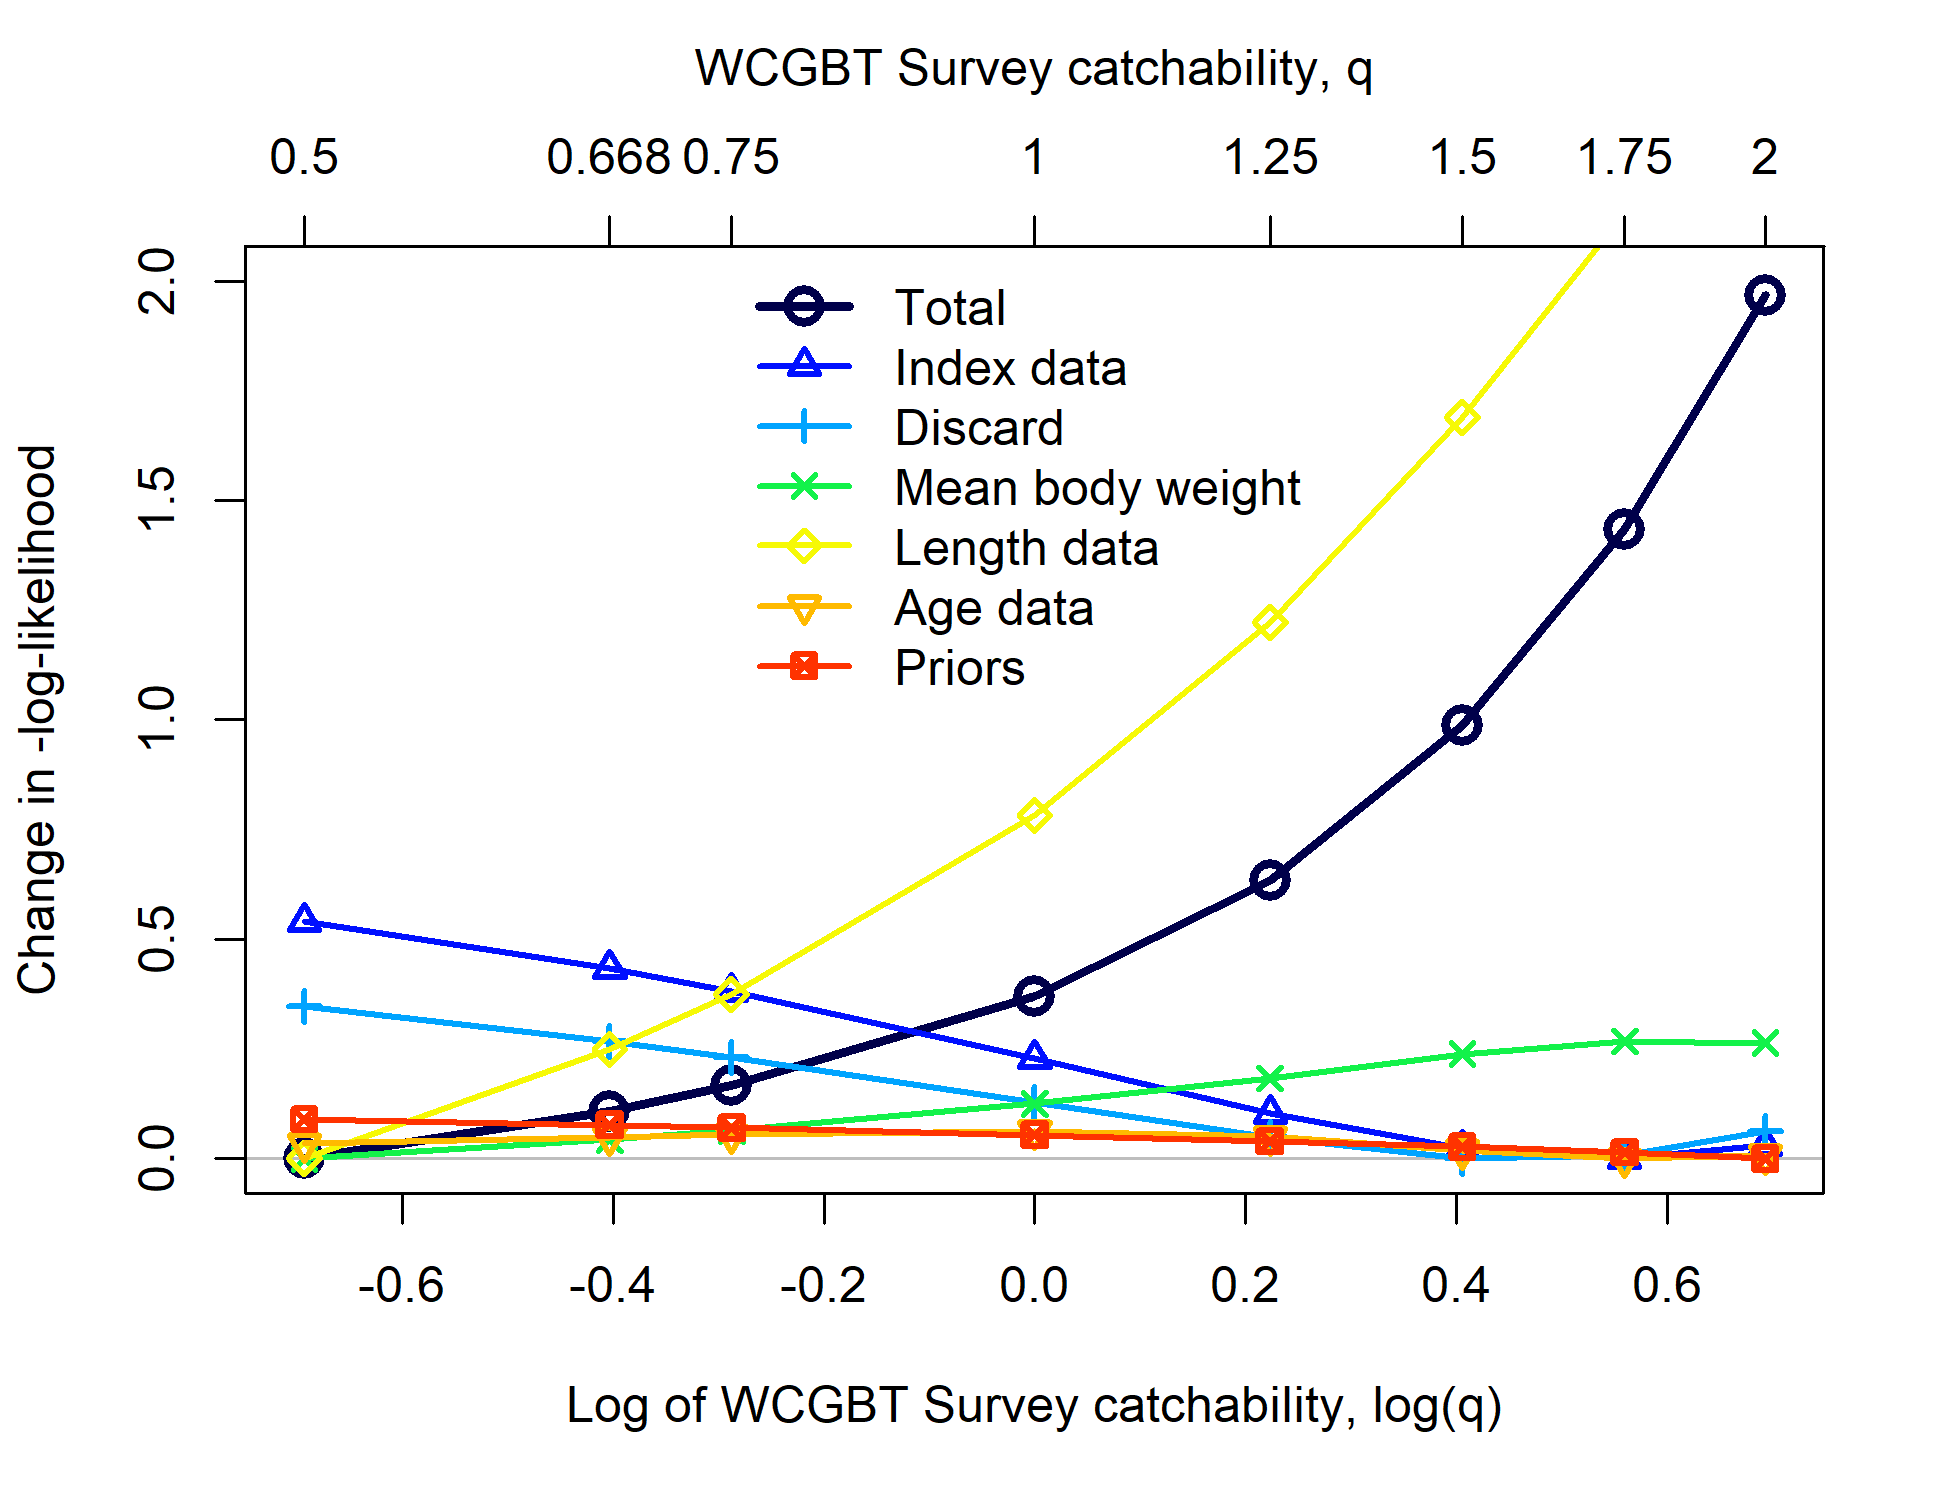 WCGBT Survey catchability, q
0.5 0.668 0.75 1 1.25 1.5 1.75 2
Change in -log-likelihood
2.0
1.5
1.0
0.5
0.0
Total
Index data
Discard
Mean body weight
Length data
Age data
Priors
-0.6 -0.4 -0.2 0.0 0.2 0.4 0.6
Log of WCGBT Survey catchability, log(q)